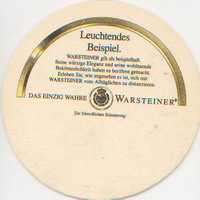 Leuchtendes
Beispiel.
WARSTEINER gilt als beispielhaft.
Seine würzige Eleganz und seine wohltuende
Bekömmlichkeit haben es berühmt gemacht.
Erleben Sie, wie angenehm es ist, sich mit
WARSTEINER vom Alltäglichen zu distanzieren.
DAS EINZIG WAHRE WARSTEINER®
Zur freundlichen Erinnerung: